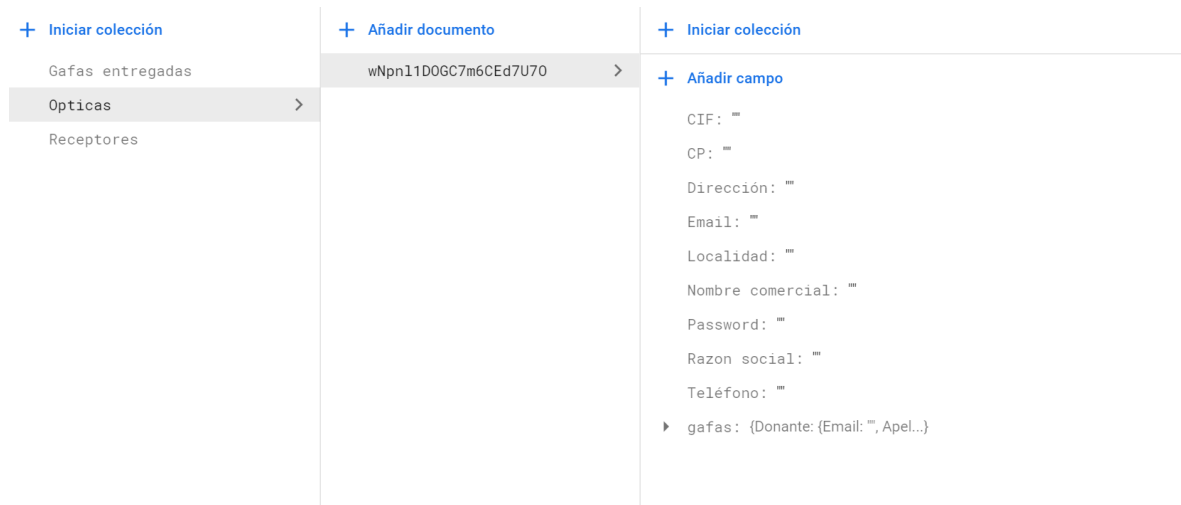 Iniciar colección
Gafas entregadas
Opticas
Receptores
Añadir documento
wNpnl1DOGC7m6CEd7U7O
Iniciar colección
Añadir campo
CIF: ""
CP: ""
Dirección: ""
Email: ""
Localidad: ""
Nombre comercial: ""
Password: ""
Razon social: ""
Teléfono: ""
gafas: {Donante: {Email: "", Apel...}